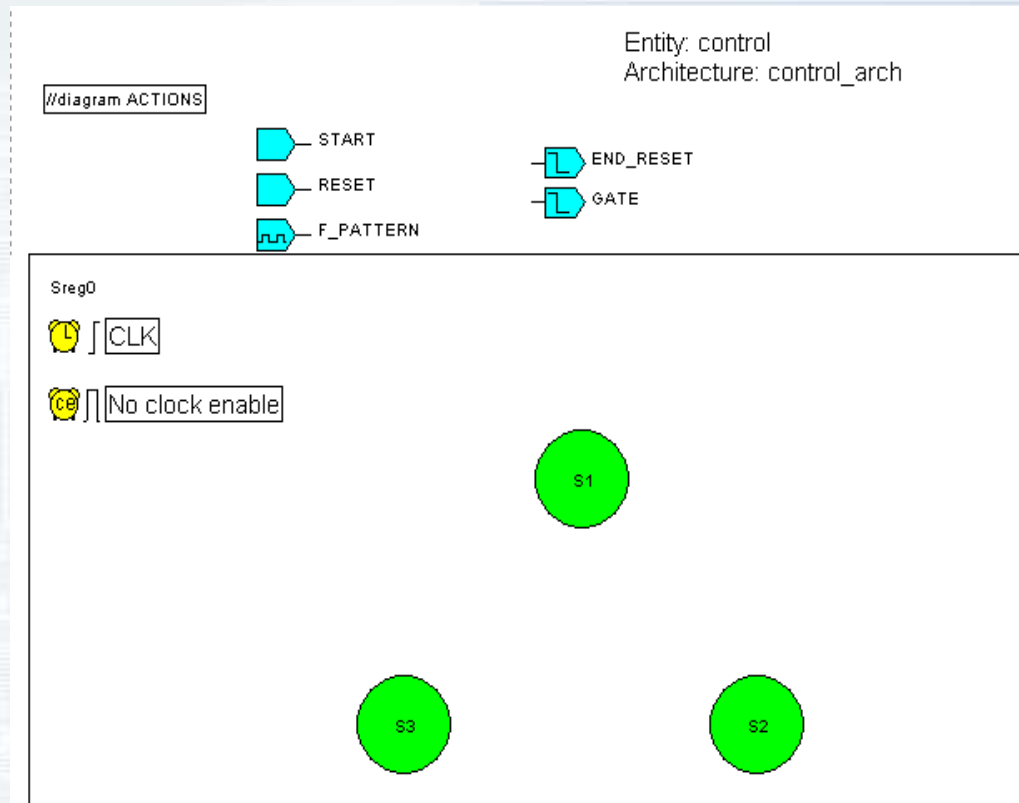 Entity: control
Architecture: control_arch
//diagram ACTIONS
START
END_RESET
RESET
GATE
F_PATTERN
Sreg0
CLK
ce No clock enable
S1
S3 S2